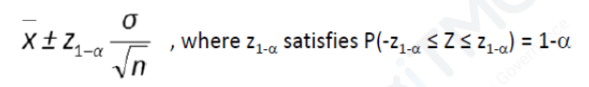 x̄ ± z₁₋α σ/√n , where z₁₋α satisfies P(-z₁₋α ≤ Z ≤ z₁₋α) = 1-α